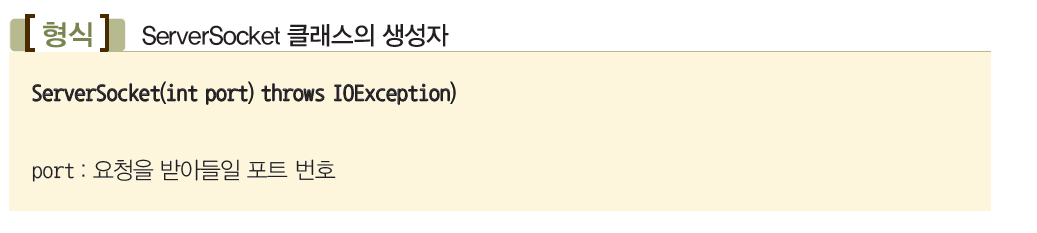 [ 형식 ] ServerSocket 클래스의 생성자
ServerSocket(int port) throws IOException)
port : 요청을 받아들일 포트 번호